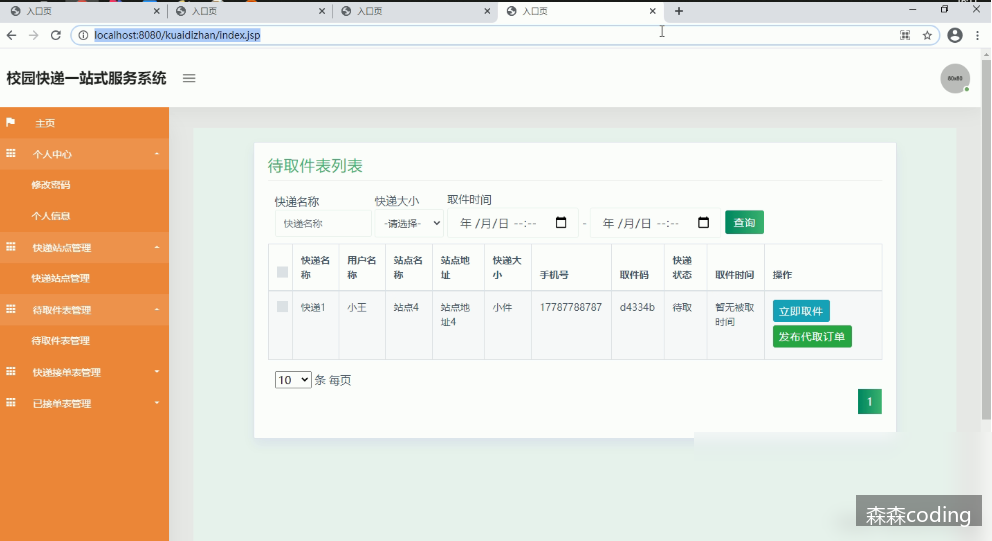 入口页 入口页 入口页 入口页
localhost:8080/kuaidizhan/index.jsp
校园快递一站式服务系统
60x60
主页
个人中心
修改密码
个人信息
快递站点管理
快递站点管理
待取件表管理
待取件表管理
快递接单表管理
已接单表管理
待取件表列表
快递名称 快递大小 取件时间
快递名称 -请选择- 年/月/日 --:-- - 年/月/日 --:-- 查询
快递名称 用户名称 站点名称 站点地址 快递大小 手机号 取件码 快递状态 取件时间 操作
快递1 小王 站点4 站点地址4 小件 17787788787 d4334b 待取 暂无被取时间 立即取件
发布代取订单
10 条 每页
1
森森coding